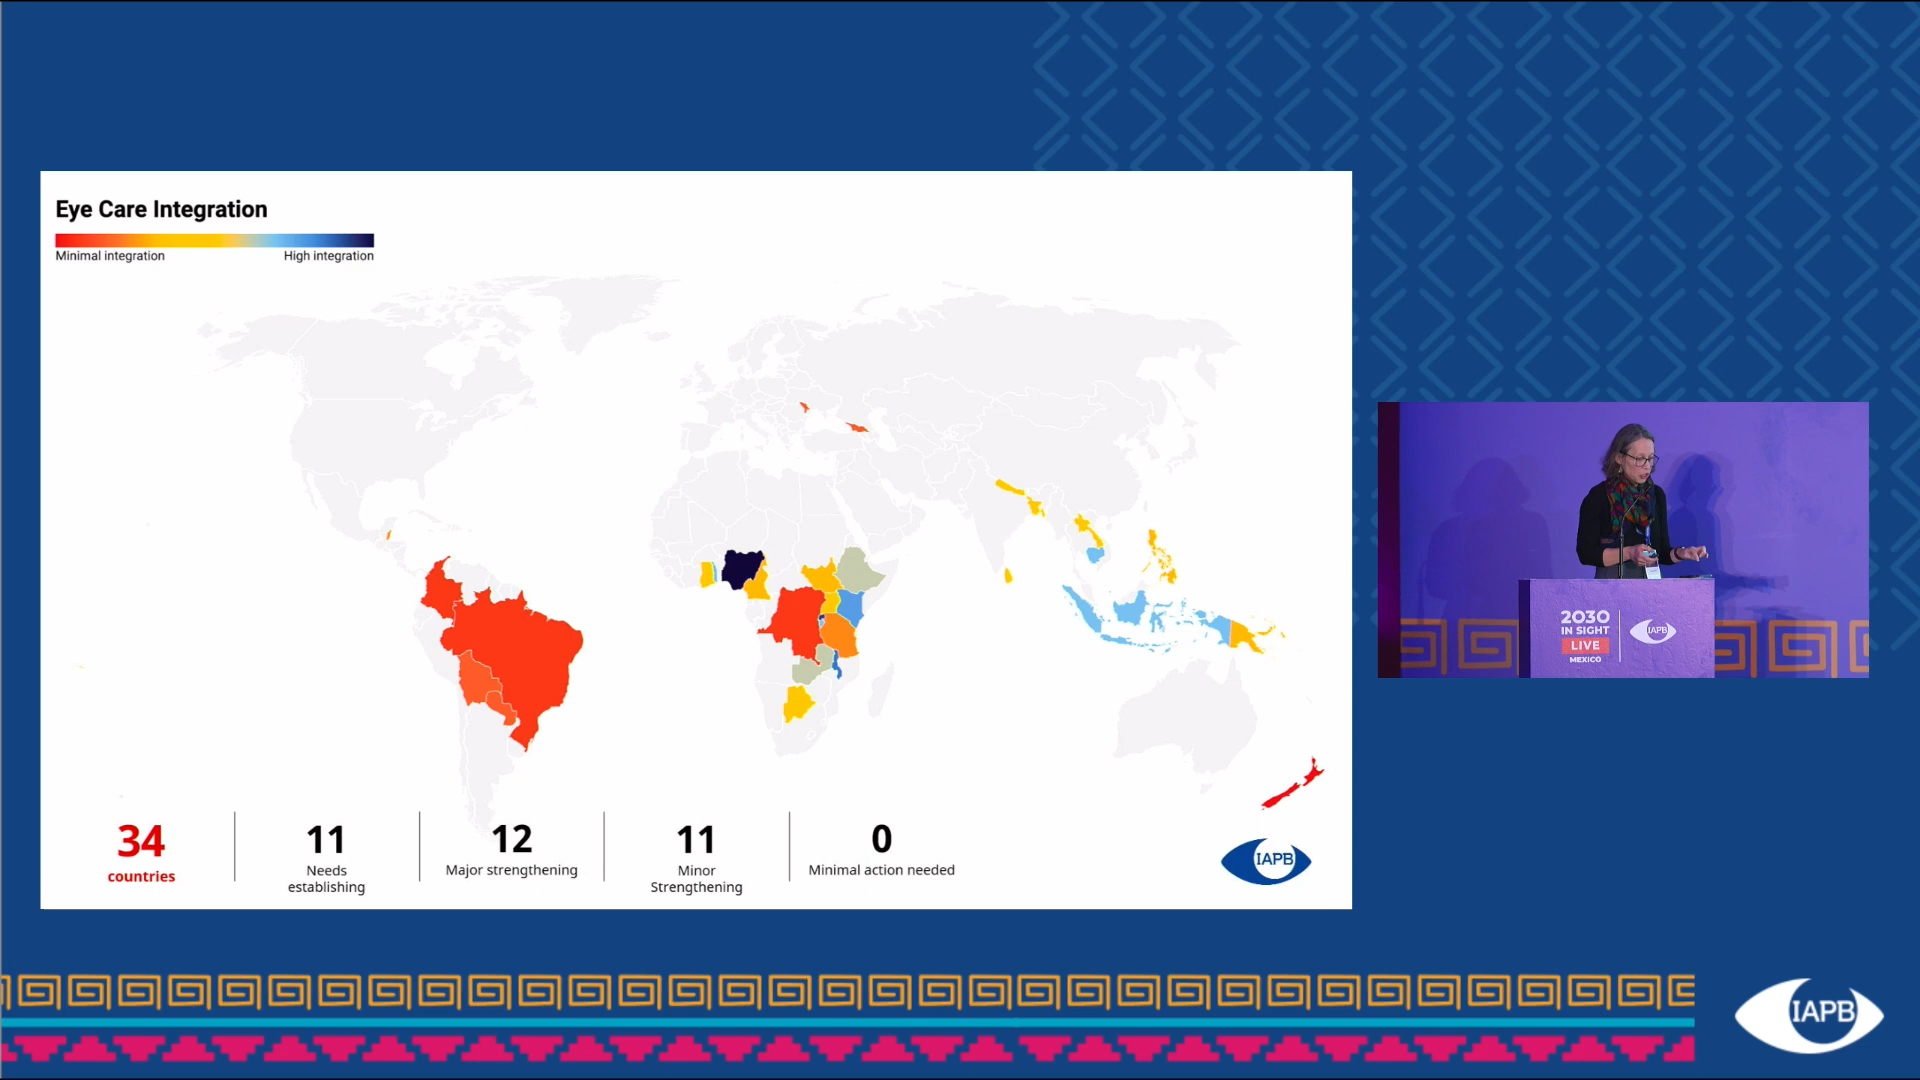 Eye Care Integration
Minimal integration
High integration
34
countries
11
Needs
establishing
12
Major strengthening
11
Minor
Strengthening
0
Minimal action needed
IAPB
2030
IN SIGHT
LIVE
MEXICO
IAPB
IAPB